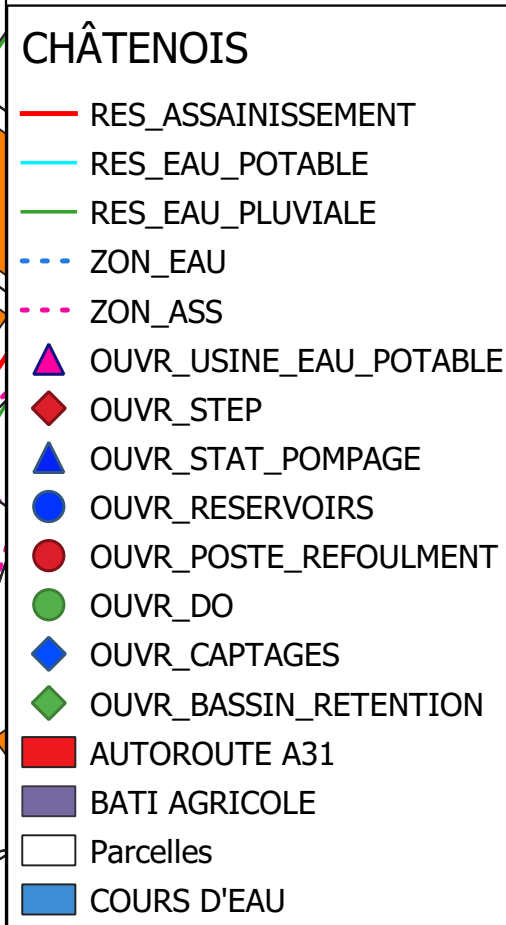 CHÂTENOIS
RES_ASSAINISSEMENT
RES_EAU_POTABLE
RES_EAU_PLUVIALE
ZON_EAU
ZON_ASS
OUVR_USINE_EAU_POTABLE
OUVR_STEP
OUVR_STAT_POMPAGE
OUVR_RESERVOIRS
OUVR_POSTE_REFOULMENT
OUVR_DO
OUVR_CAPTAGES
OUVR_BASSIN_RETENTION
AUTOROUTE A31
BATI AGRICOLE
Parcelles
COURS D'EAU